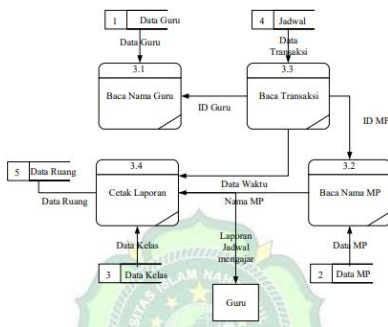 1 Data Guru
4 Jadwal
Data Guru
Data
Transaksi
3.1
Baca Nama Guru
3.3
Baca Transaksi
ID Guru
ID MP
3.4
Cetak Laporan
3.2
Baca Nama MP
5 Data Ruang
Data Ruang
Data Waktu
Nama MP
Data Kelas
3 Data Kelas
Laporan
Jadwal
mengajar
Data MP
2 Data MP
Guru